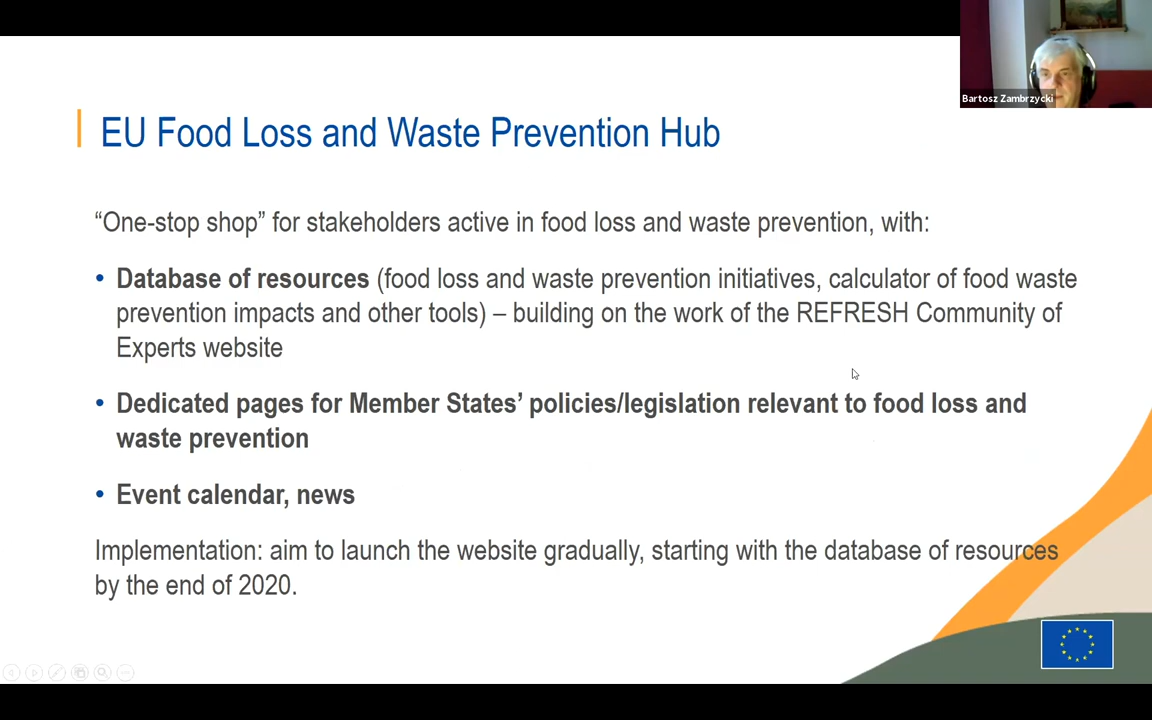 Bartosz Zambrzycki
EU Food Loss and Waste Prevention Hub
“One-stop shop” for stakeholders active in food loss and waste prevention, with:
• Database of resources (food loss and waste prevention initiatives, calculator of food waste
prevention impacts and other tools) – building on the work of the REFRESH Community of
Experts website
• Dedicated pages for Member States’ policies/legislation relevant to food loss and
waste prevention
• Event calendar, news
Implementation: aim to launch the website gradually, starting with the database of resources
by the end of 2020.